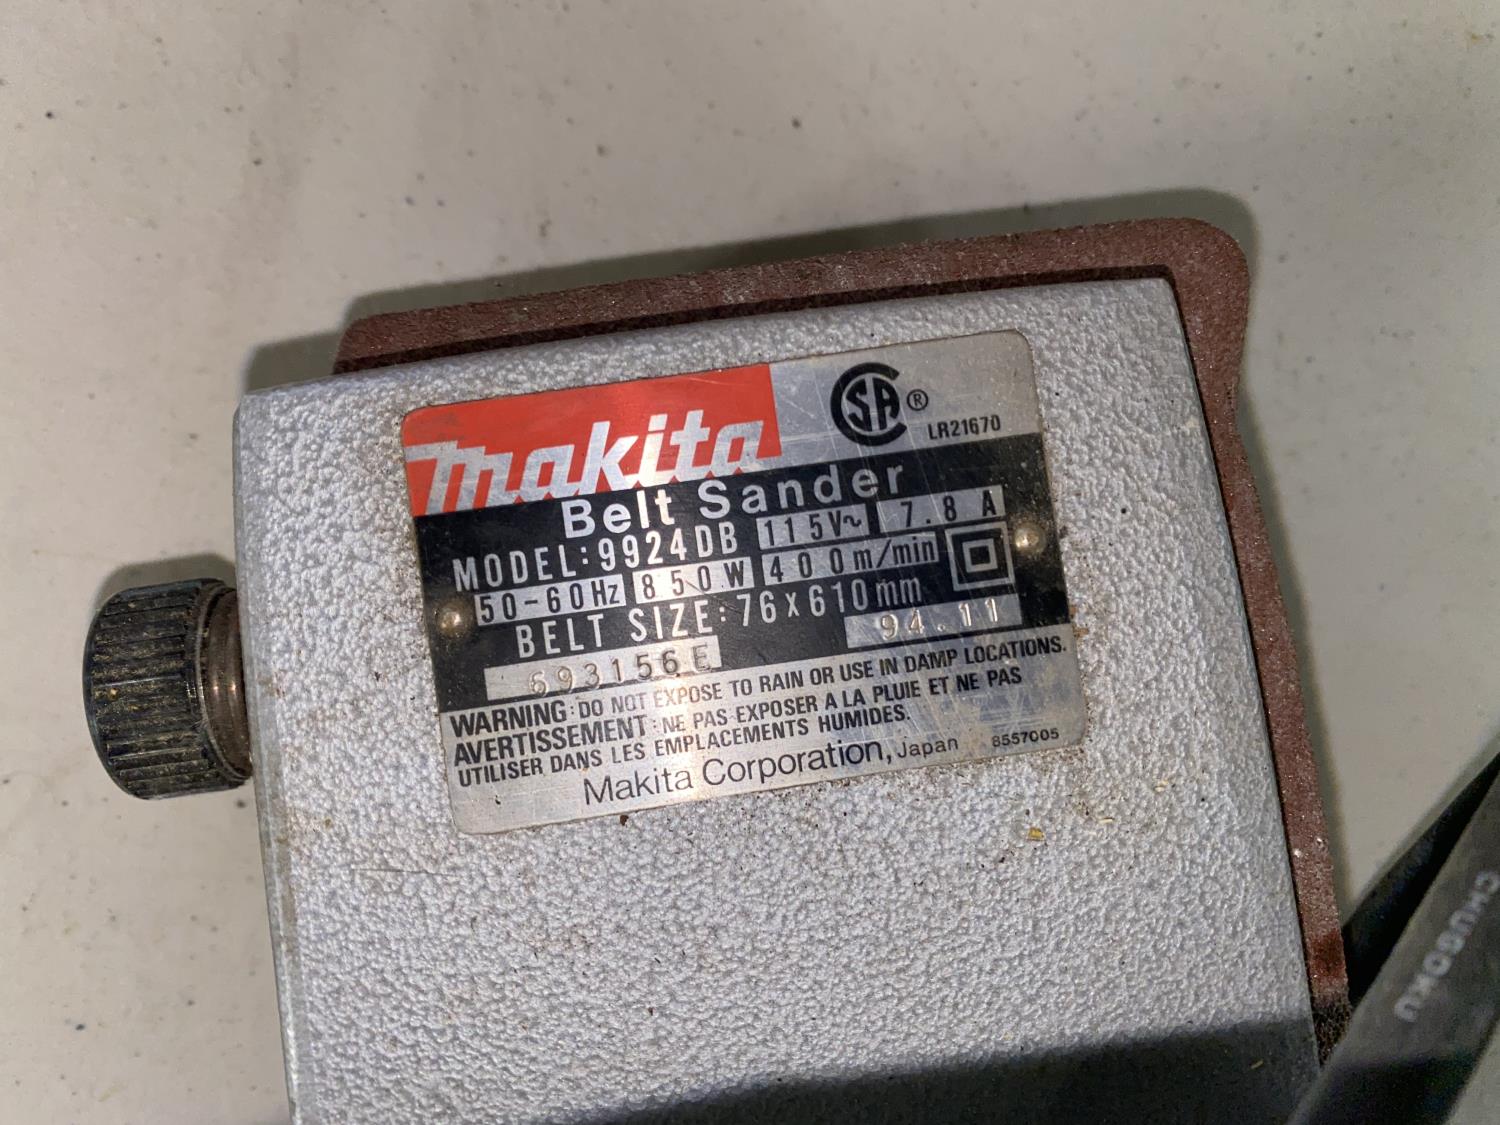 makita
CSA ®
LR21670
Belt Sander
MODEL:9924DB 115V~ 7.8 A
50-60Hz 850W 400m/min
BELT SIZE:76x610mm
693156E 94.11
WARNING:DO NOT EXPOSE TO RAIN OR USE IN DAMP LOCATIONS.
AVERTISSEMENT:NE PAS EXPOSER A LA PLUIE ET NE PAS
UTILISER DANS LES EMPLACEMENTS HUMIDES.
Makita Corporation, Japan 8557005
CHUGOKU